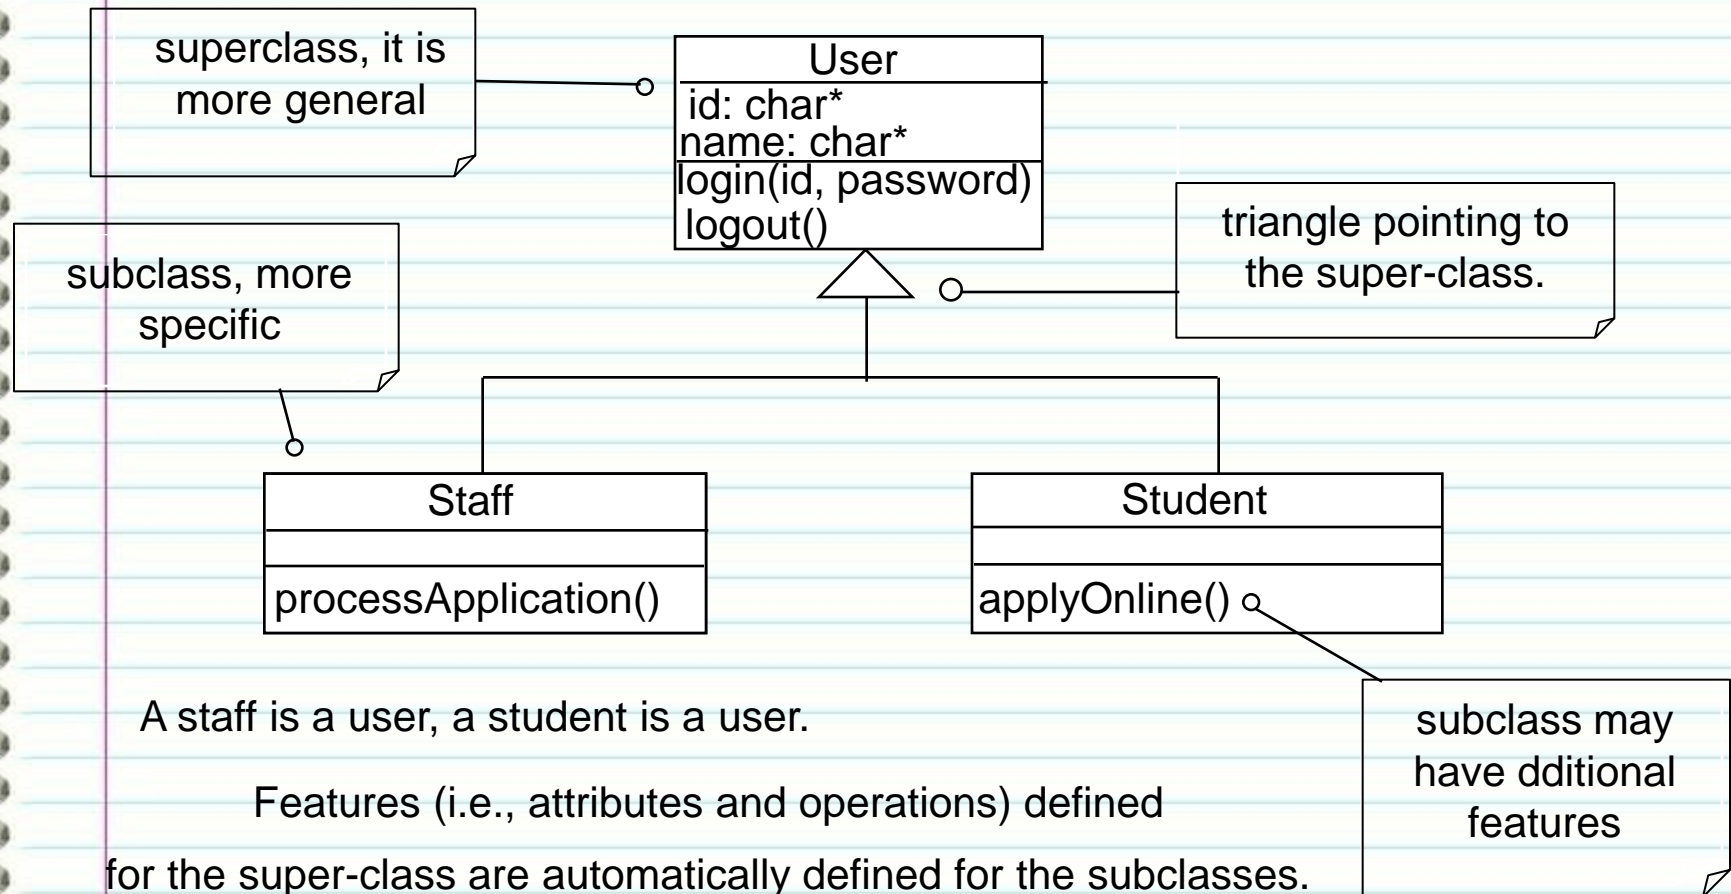 superclass, it is
more general
User
id: char*
name: char*
login(id, password)
logout()
triangle pointing to
the super-class.
subclass, more
specific
Staff
processApplication()
Student
applyOnline()
A staff is a user, a student is a user.
subclass may
have dditional
features
Features (i.e., attributes and operations) defined
for the super-class are automatically defined for the subclasses.